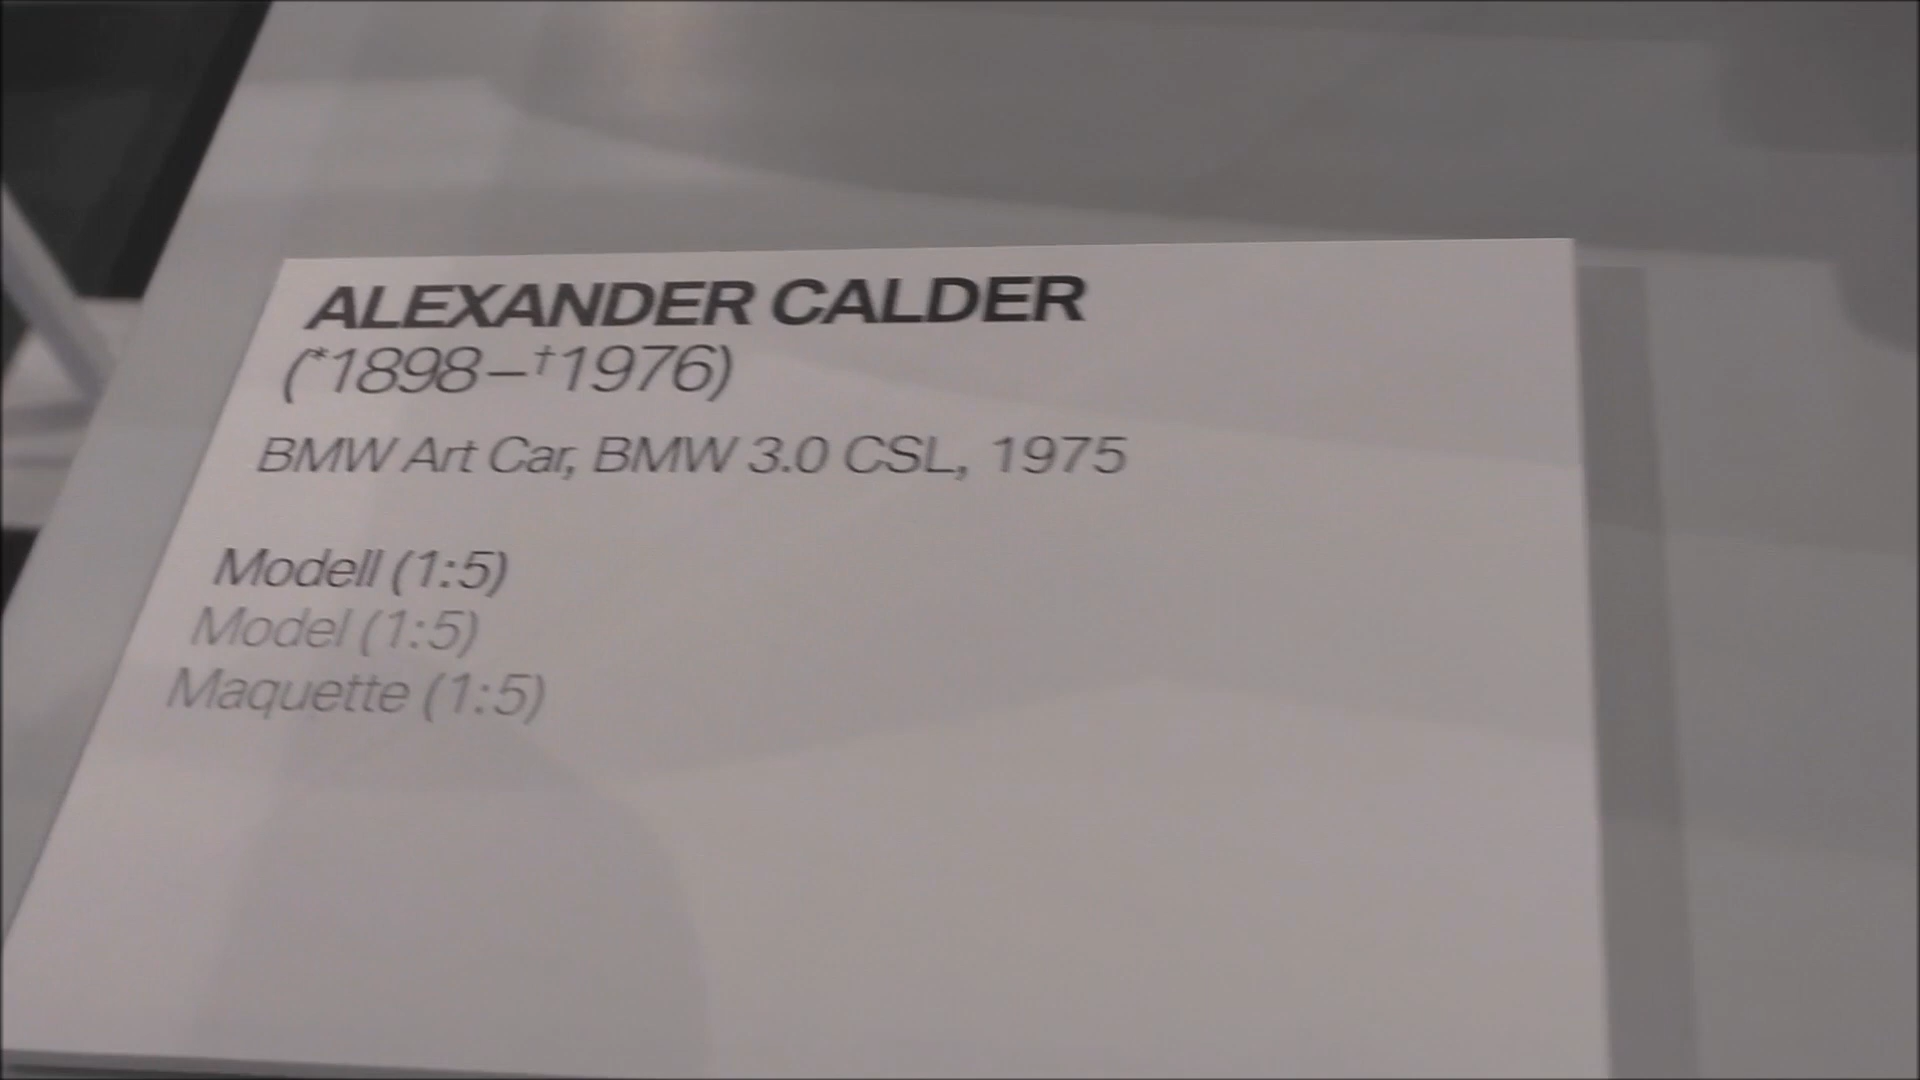 ALEXANDER CALDER
(*1898–†1976)
BMW Art Car, BMW 3.0 CSL, 1975
Modell (1:5)
Model (1:5)
Maquette (1:5)